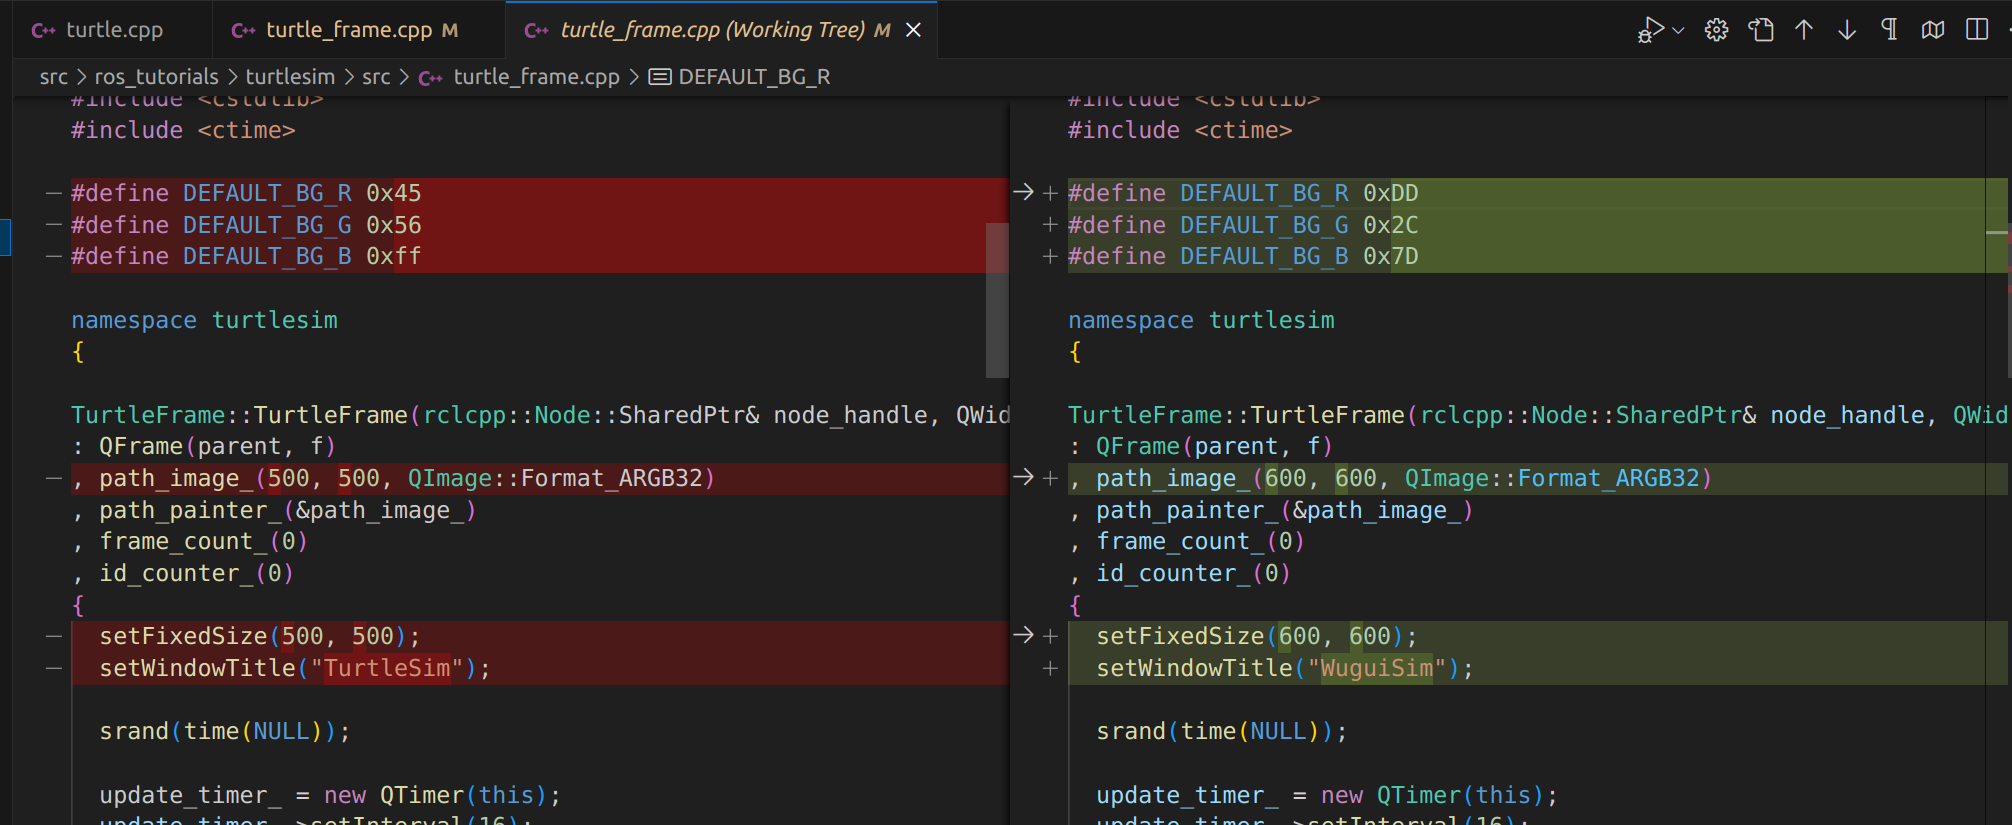 turtle.cpp turtle_frame.cpp M turtle_frame.cpp (Working Tree) M
src > ros_tutorials > turtlesim > src > turtle_frame.cpp > DEFAULT_BG_R
#include <cstdlib>
#include <ctime>
#define DEFAULT_BG_R 0x45
#define DEFAULT_BG_G 0x56
#define DEFAULT_BG_B 0xff
namespace turtlesim
{
TurtleFrame::TurtleFrame(rclcpp::Node::SharedPtr& node_handle, QWid
: QFrame(parent, f)
, path_image_(500, 500, QImage::Format_ARGB32)
, path_painter_(&path_image_)
, frame_count_(0)
, id_counter_(0)
{
setFixedSize(500, 500);
setWindowTitle("TurtleSim");
srand(time(NULL));
update_timer_ = new QTimer(this);
update_timer_->setInterval(16);
#include <cstdlib>
#include <ctime>
#define DEFAULT_BG_R 0xDD
#define DEFAULT_BG_G 0x2C
#define DEFAULT_BG_B 0x7D
namespace turtlesim
{
TurtleFrame::TurtleFrame(rclcpp::Node::SharedPtr& node_handle, QWid
: QFrame(parent, f)
, path_image_(600, 600, QImage::Format_ARGB32)
, path_painter_(&path_image_)
, frame_count_(0)
, id_counter_(0)
{
setFixedSize(600, 600);
setWindowTitle("WuguiSim");
srand(time(NULL));
update_timer_ = new QTimer(this);
update_timer_->setInterval(16);